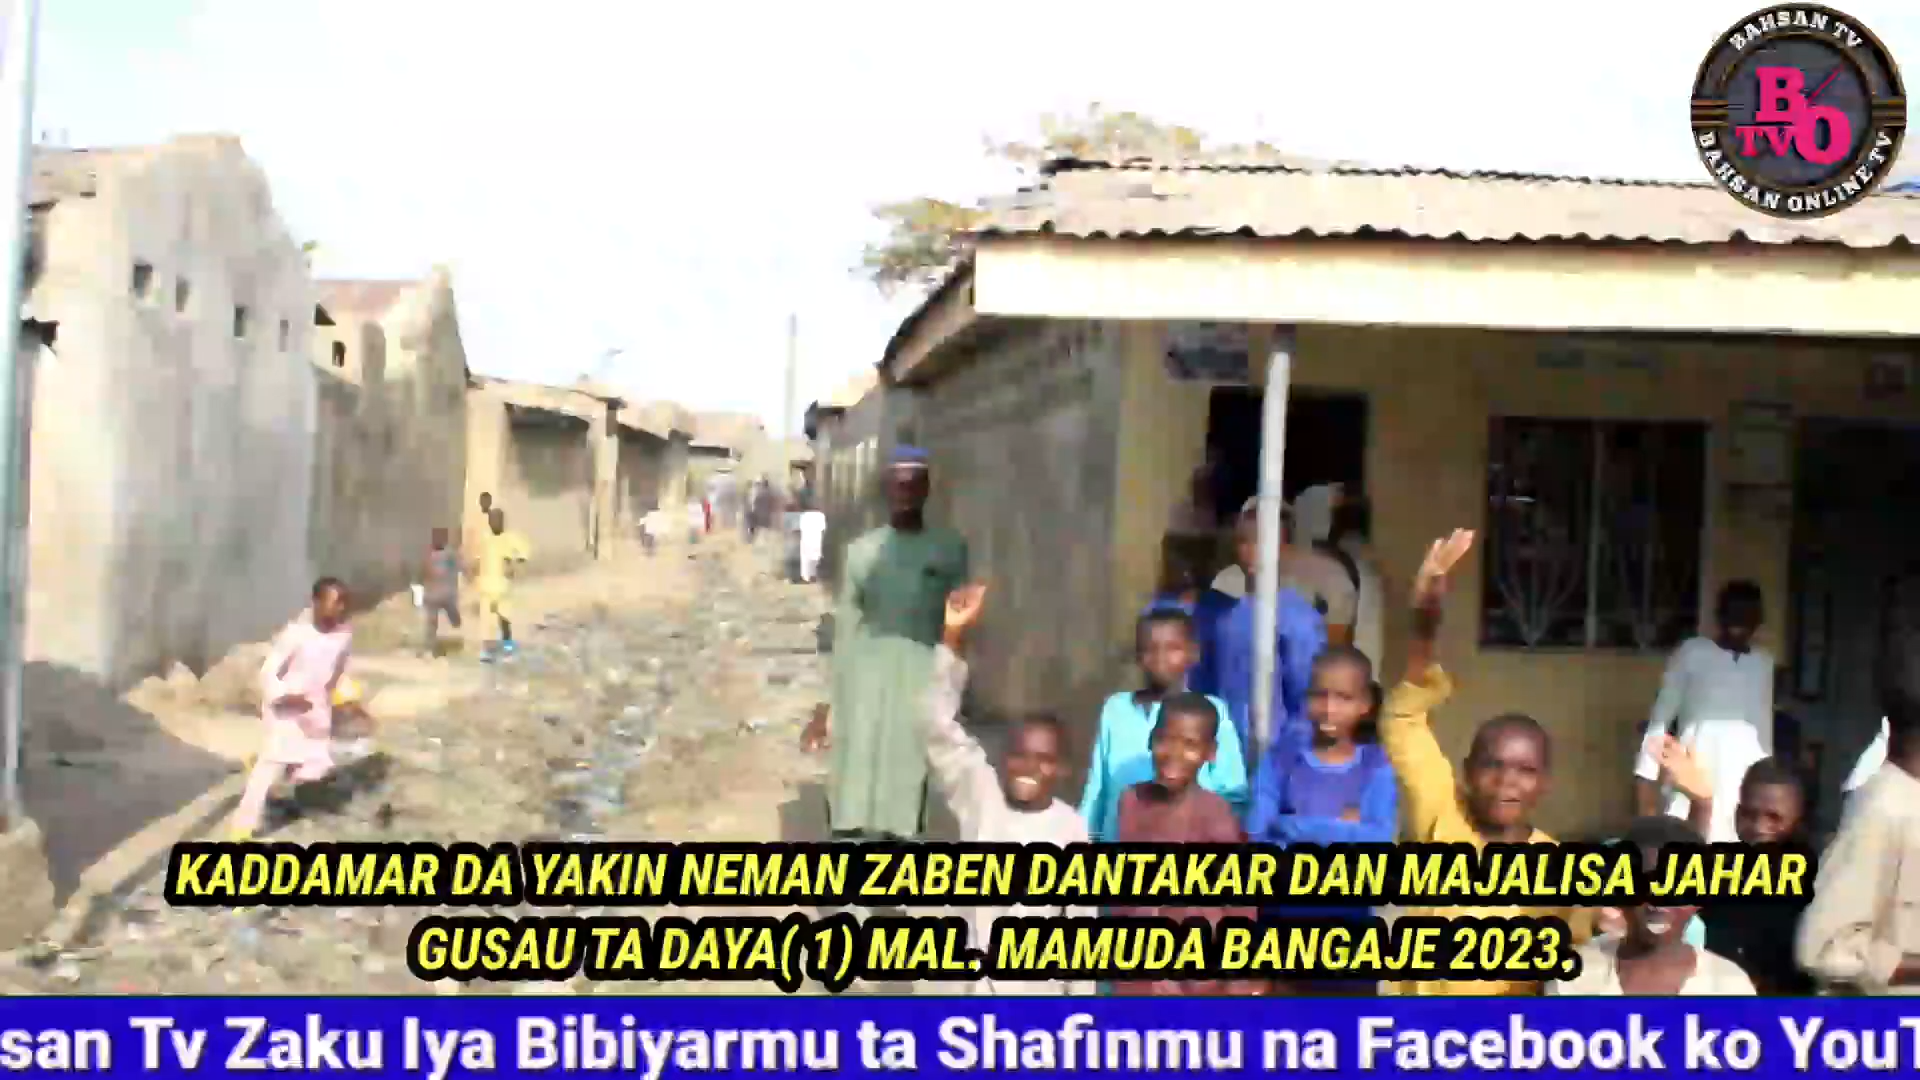 BAHSAN TV
BO
TV
BAHSAN ONLINE TV
KADDAMAR DA YAKIN NEMAN ZABEN DANTAKAR DAN MAJALISA JAHAR
GUSAU TA DAYA( 1) MAL. MAMUDA BANGAJE 2023,
san Tv Zaku Iya Bibiyarmu ta Shafinmu na Facebook ko YouT